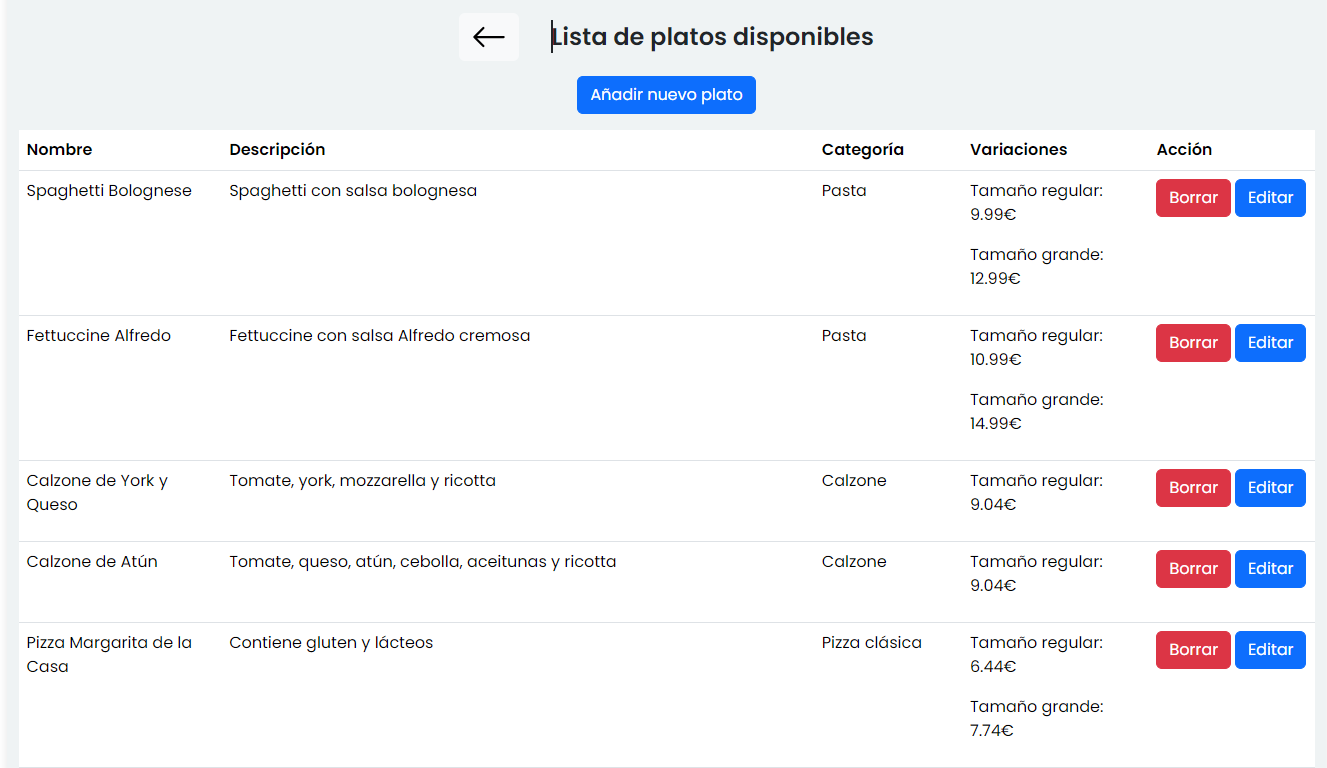 Lista de platos disponibles
Añadir nuevo plato
Nombre Descripción Categoría Variaciones Acción
Spaghetti Bolognese Spaghetti con salsa bolognesa Pasta Tamaño regular: Borrar Editar
9.99€
Tamaño grande:
12.99€
Fettuccine Alfredo Fettuccine con salsa Alfredo cremosa Pasta Tamaño regular: Borrar Editar
10.99€
Tamaño grande:
14.99€
Calzone de York y Tomate, york, mozzarella y ricotta Calzone Tamaño regular: Borrar Editar
Queso 9.04€
Calzone de Atún Tomate, queso, atún, cebolla, aceitunas y ricotta Calzone Tamaño regular: Borrar Editar
9.04€
Pizza Margarita de la Contiene gluten y lácteos Pizza clásica Tamaño regular: Borrar Editar
Casa 6.44€
Tamaño grande:
7.74€